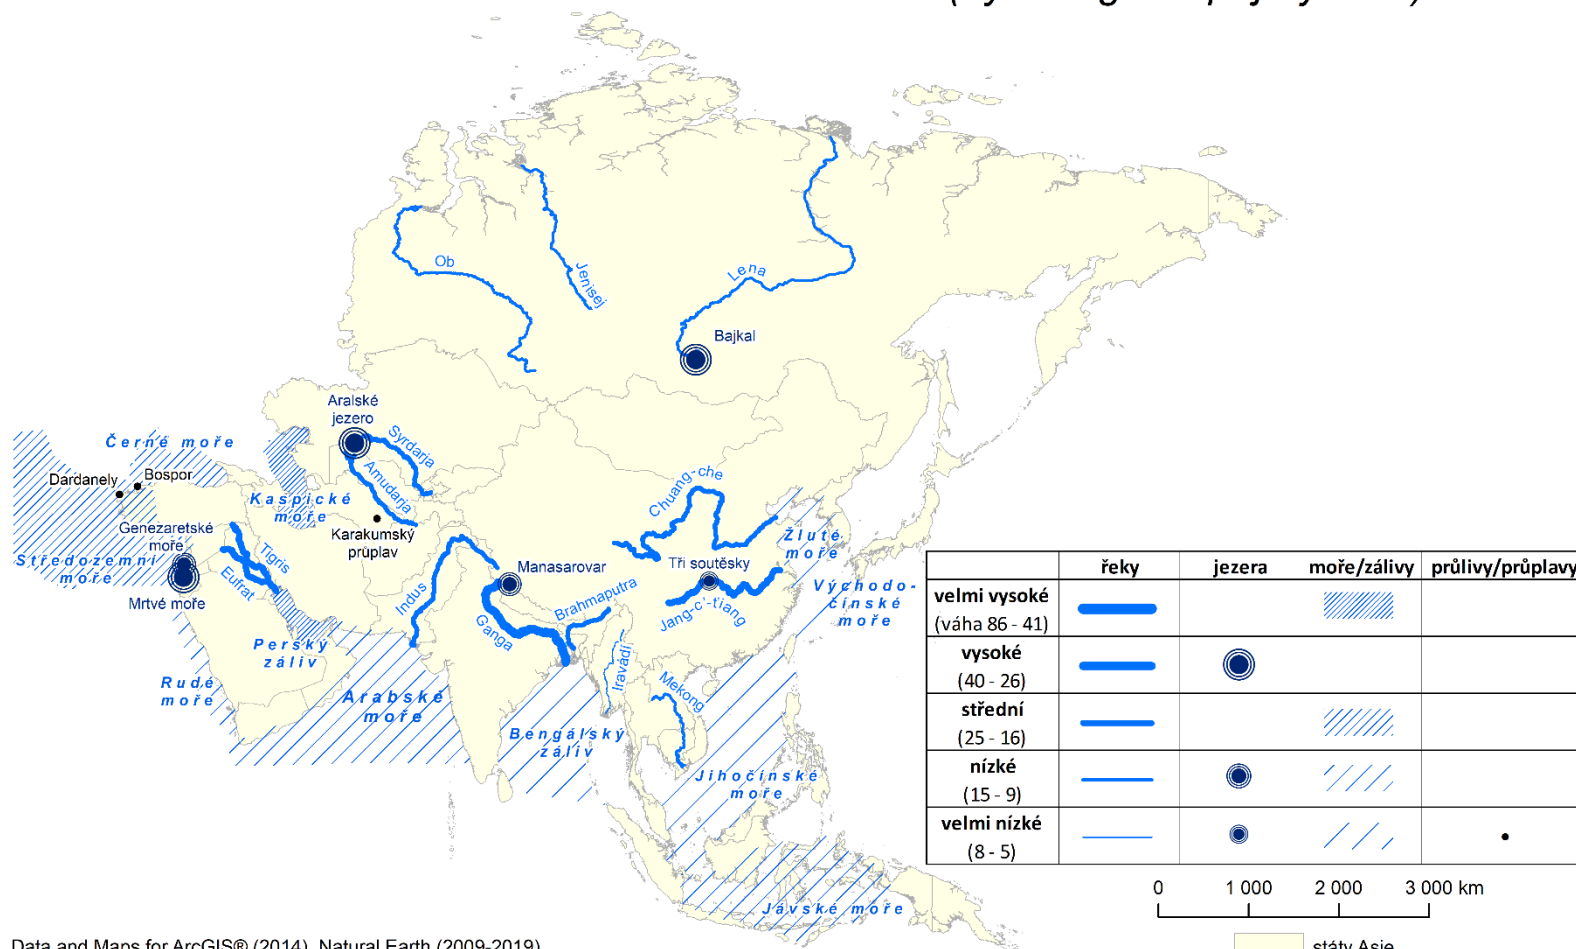 Ob
Jenisej
Lena
Bajkal
Aralské
jezero
Syrdarja
Amudarja
Černé moře
Dardanely
Bospor
Kaspické
moře
Karakumský
průplav
Genezaretské
moře
Středozemní
moře
Mrtvé moře
Tigris
Eufrat
Perský
záliv
Rudé
moře
Arabské
moře
Indus
Manasarovar
Ganga
Brahmaputra
Iravádí
Mekong
Bengálský
záliv
Chuang-che
Tři soutěsky
Jang-c'-ťiang
Žluté
moře
Východo-
čínské
moře
Jihočínské
moře
Jávské moře
řeky jezera moře/zálivy průlivy/průplavy
velmi vysoké
(váha 86 - 41)
vysoké
(40 - 26)
střední
(25 - 16)
nízké
(15 - 9)
velmi nízké
(8 - 5)
0 1 000 2 000 3 000 km
státy Asie
Data and Maps for ArcGIS® (2014), Natural Earth (2009-2019)